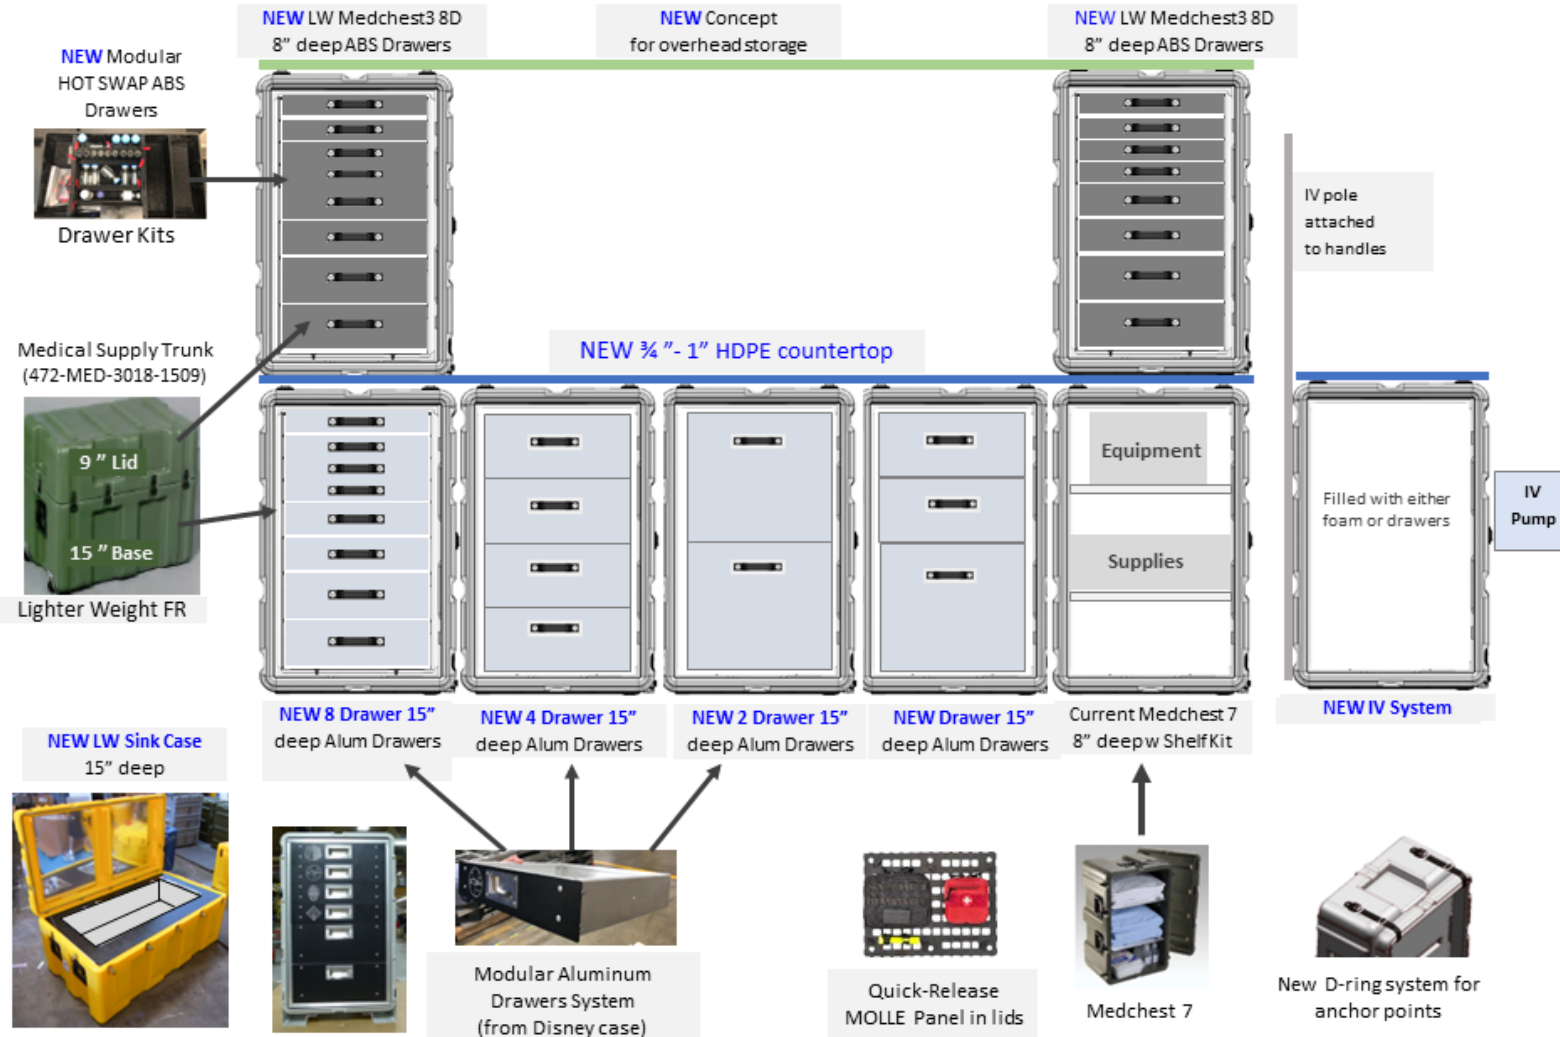 NEW LW Medchest3 8D
8” deep ABS Drawers
NEW Concept
for overhead storage
NEW LW Medchest3 8D
8” deep ABS Drawers
NEW Modular
HOT SWAP ABS
Drawers
Drawer Kits
IV pole
attached
to handles
Medical Supply Trunk
(472-MED-3018-1509)
9 ” Lid
15 ” Base
Lighter Weight FR
NEW ¾ ”- 1” HDPE countertop
Equipment
Supplies
Filled with either
foam or drawers
IV
Pump
NEW 8 Drawer 15”
deep Alum Drawers
NEW 4 Drawer 15”
deep Alum Drawers
NEW 2 Drawer 15”
deep Alum Drawers
NEW Drawer 15”
deep Alum Drawers
Current Medchest 7
8” deep w Shelf Kit
NEW IV System
NEW LW Sink Case
15” deep
Modular Aluminum
Drawers System
(from Disney case)
Quick-Release
MOLLE Panel in lids
Medchest 7
New D-ring system for
anchor points